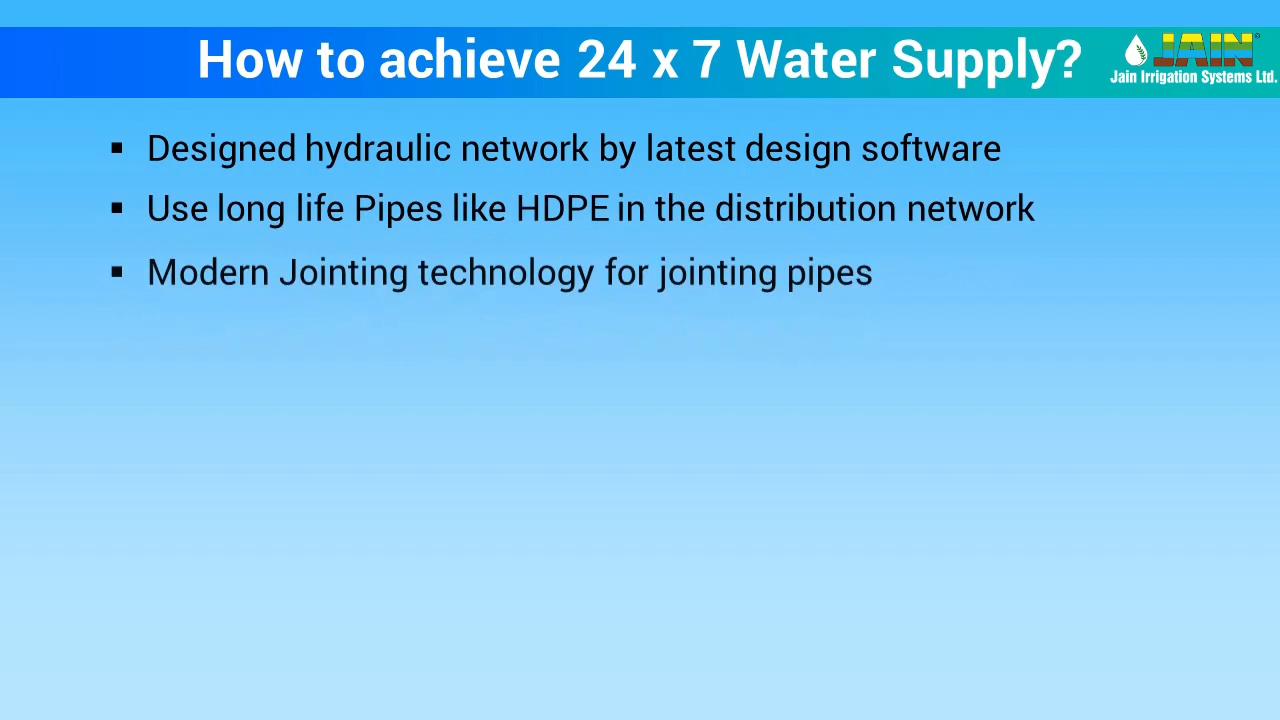 How to achieve 24 x 7 Water Supply?
JAIN®
Jain Irrigation Systems Ltd.
▪ Designed hydraulic network by latest design software
▪ Use long life Pipes like HDPE in the distribution network
▪ Modern Jointing technology for jointing pipes